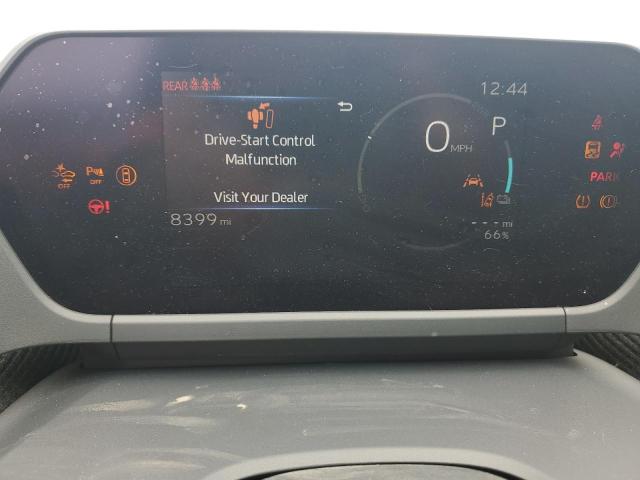 REAR
12:44
Drive-Start Control
Malfunction
0 MPH
P
OFF
P OFF
PARK
Visit Your Dealer
8399 mi
--- mi
66%